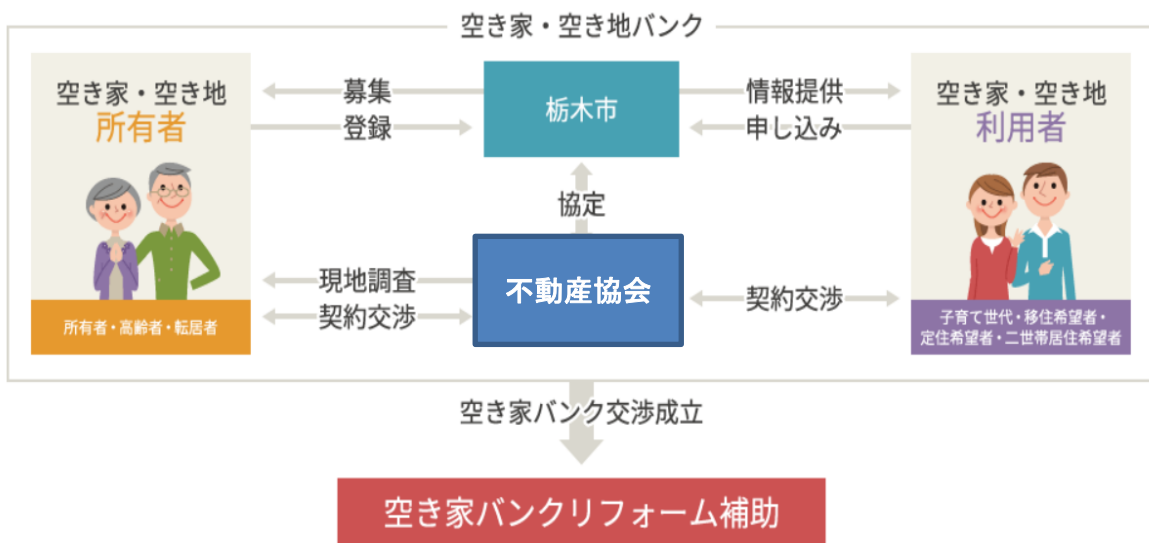 空き家・空き地バンク
空き家・空き地
所有者
所有者・高齢者・転居者
募集
登録
栃木市
情報提供
申し込み
空き家・空き地
利用者
子育て世代・移住希望者・
定住希望者・二世帯居住希望者
協定
現地調査
契約交渉
不動産協会
契約交渉
空き家バンク交渉成立
空き家バンクリフォーム補助